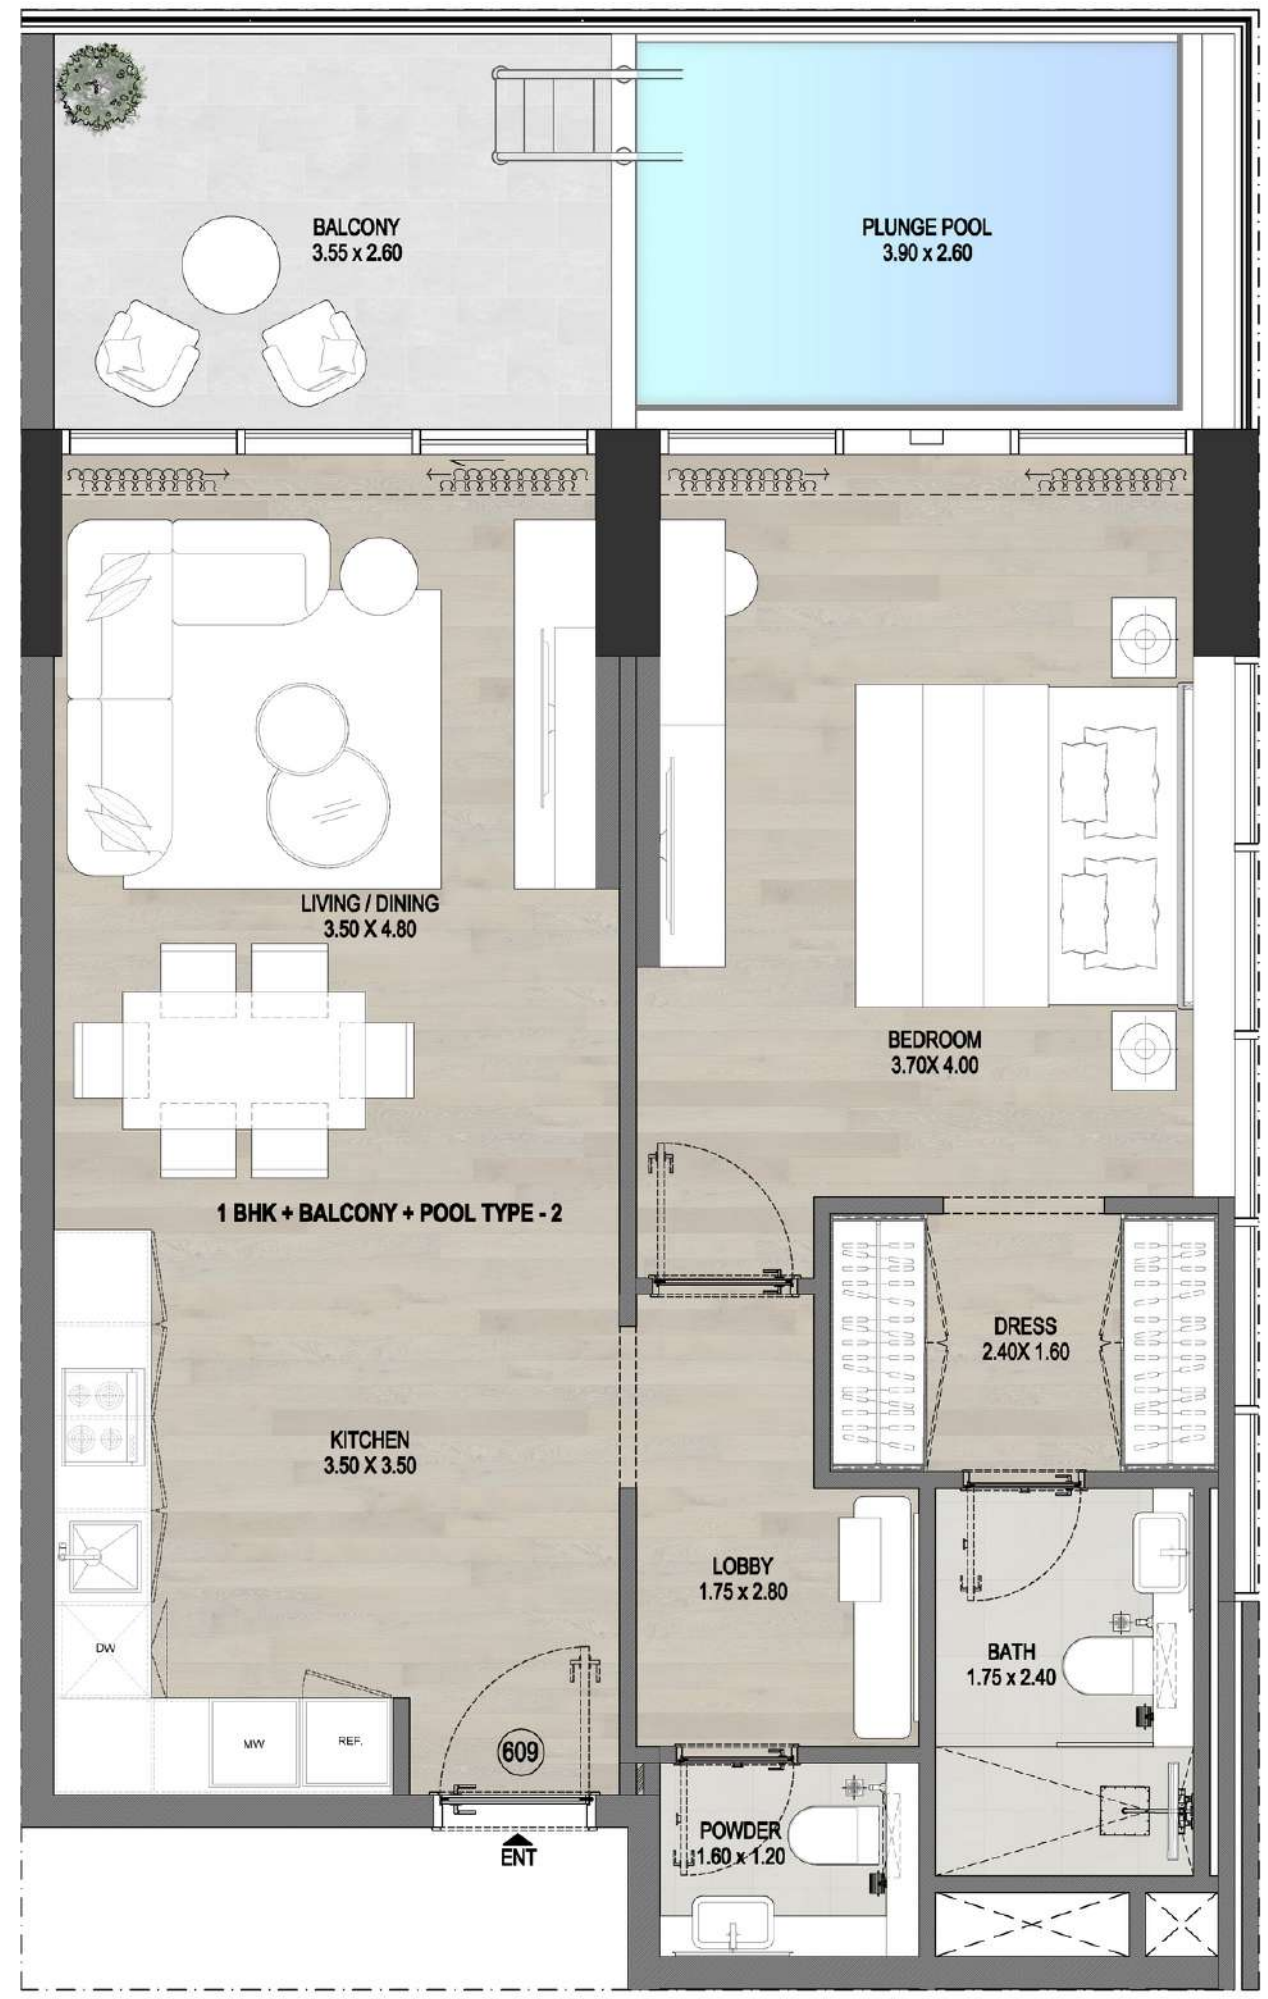 BALCONY
3.55 x 2.60
PLUNGE POOL
3.90 x 2.60
LIVING / DINING
3.50 X 4.80
BEDROOM
3.70X 4.00
1 BHK + BALCONY + POOL TYPE - 2
DRESS
2.40X 1.60
KITCHEN
3.50 X 3.50
LOBBY
1.75 x 2.80
DW
BATH
1.75 x 2.40
MW
REF.
609
POWDER
1.60 x 1.20
ENT